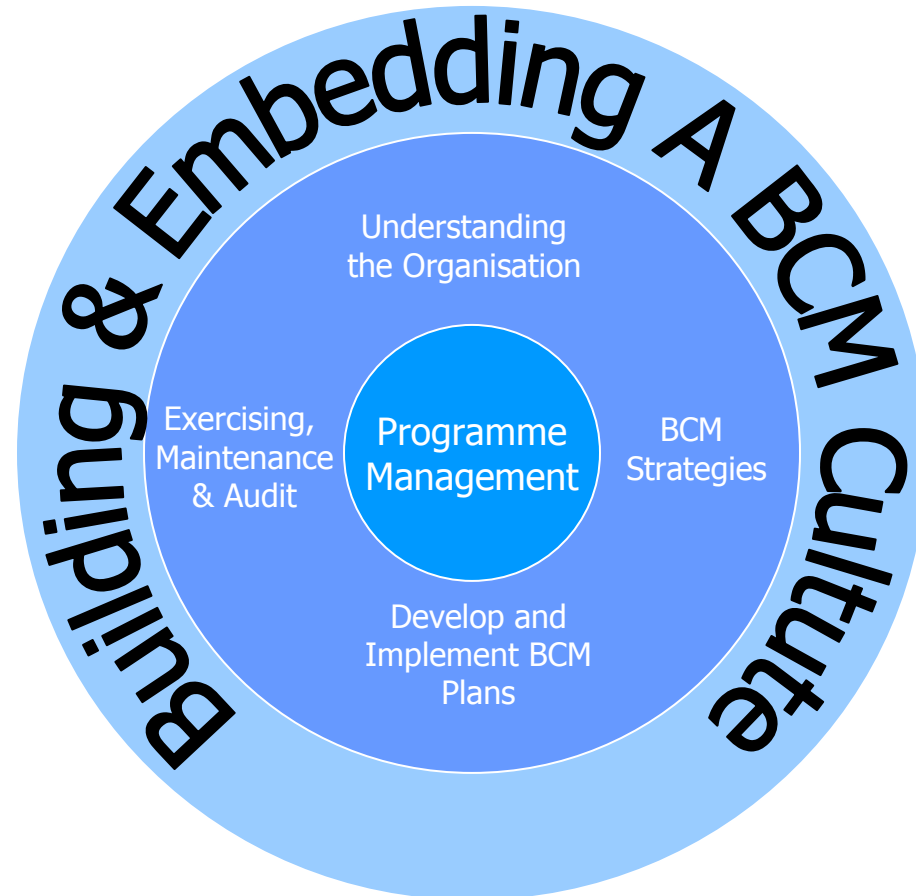 Building & Embedding A BCM Cultute
Understanding
the Organisation
Exercising,
Maintenance
& Audit
Programme
Management
BCM
Strategies
Develop and
Implement BCM
Plans